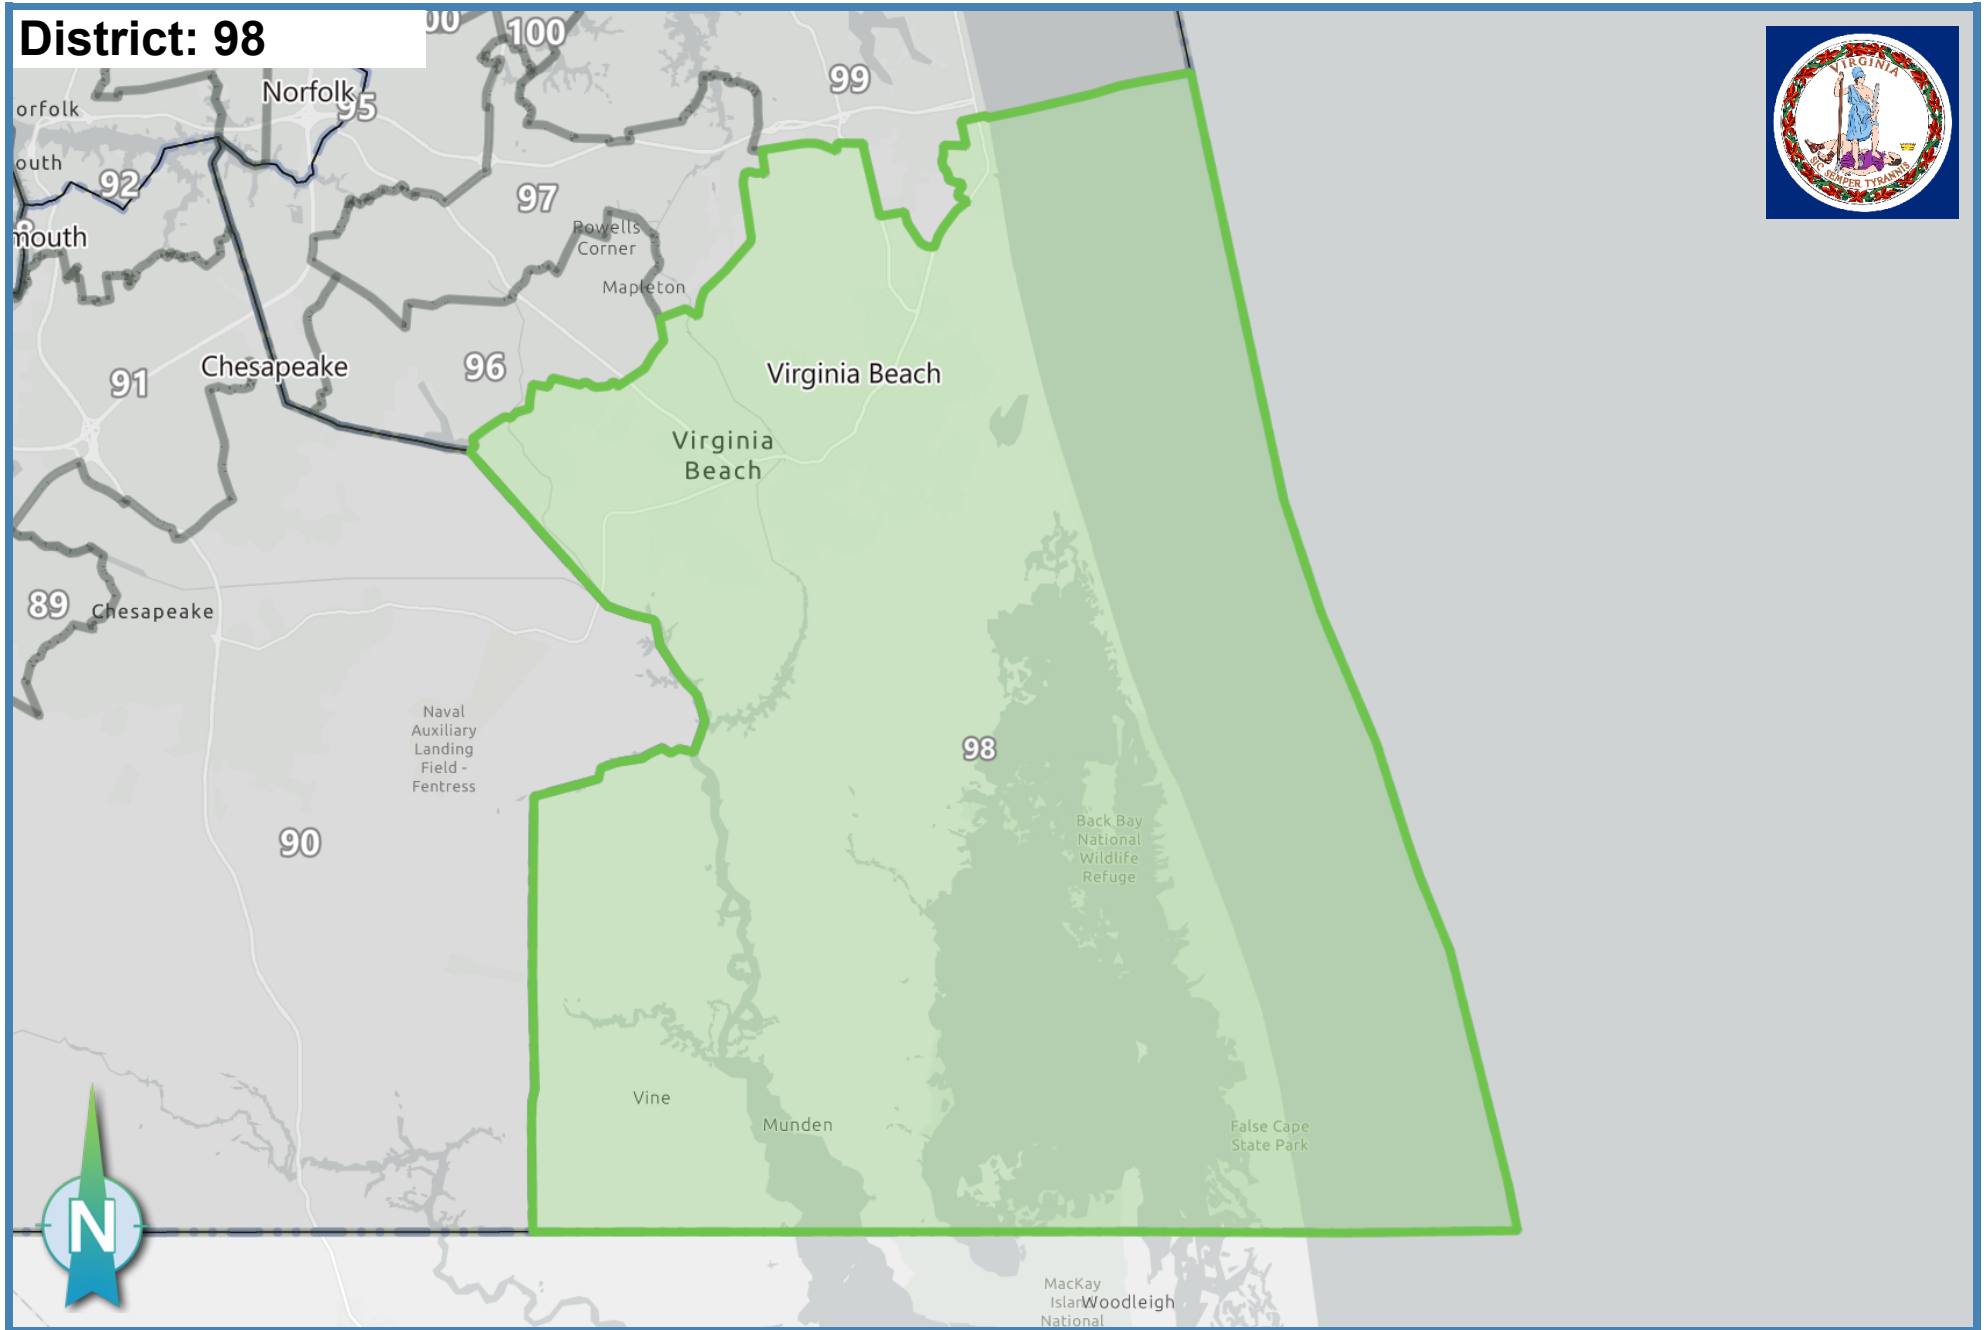 District: 98
100
99
Norfolk
95
orfolk
outh
92
97
Powells
Corner
mouth
Mapleton
Chesapeake
96
91
Virginia Beach
Virginia
Beach
89
Chesapeake
Naval
Auxiliary
Landing
Field -
Fentress
98
90
Back Bay
National
Wildlife
Refuge
Vine
Munden
False Cape
State Park
N
MacKay
Island
National
Woodleigh
VIRGINIA
SIC SEMPER TYRANNIS